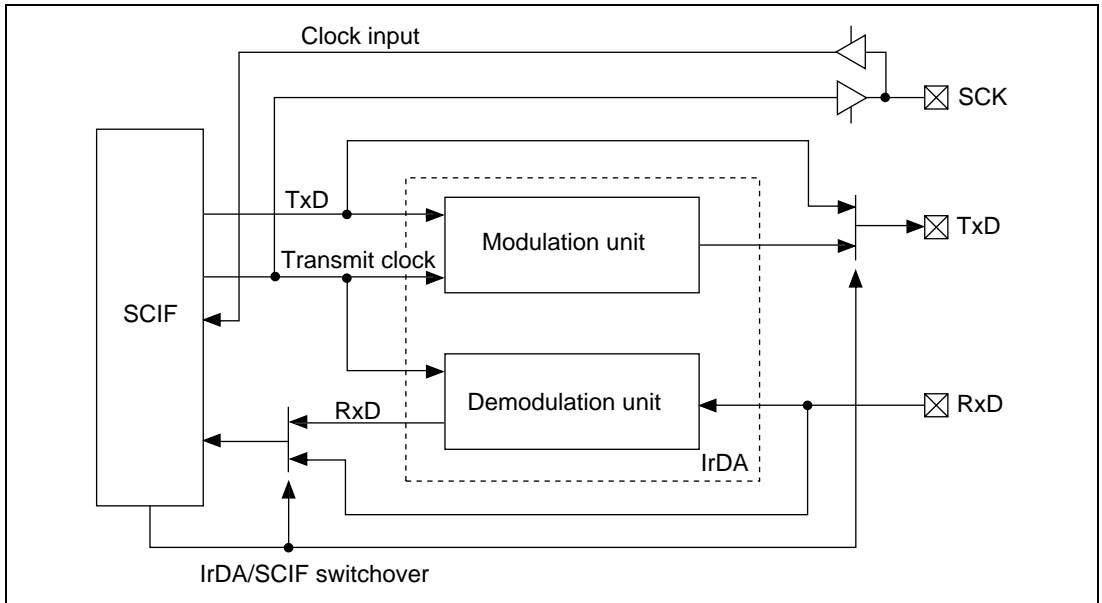 Clock input
SCK
TxD
Modulation unit
TxD
Transmit clock
SCIF
Demodulation unit
RxD
RxD
IrDA
IrDA/SCIF switchover